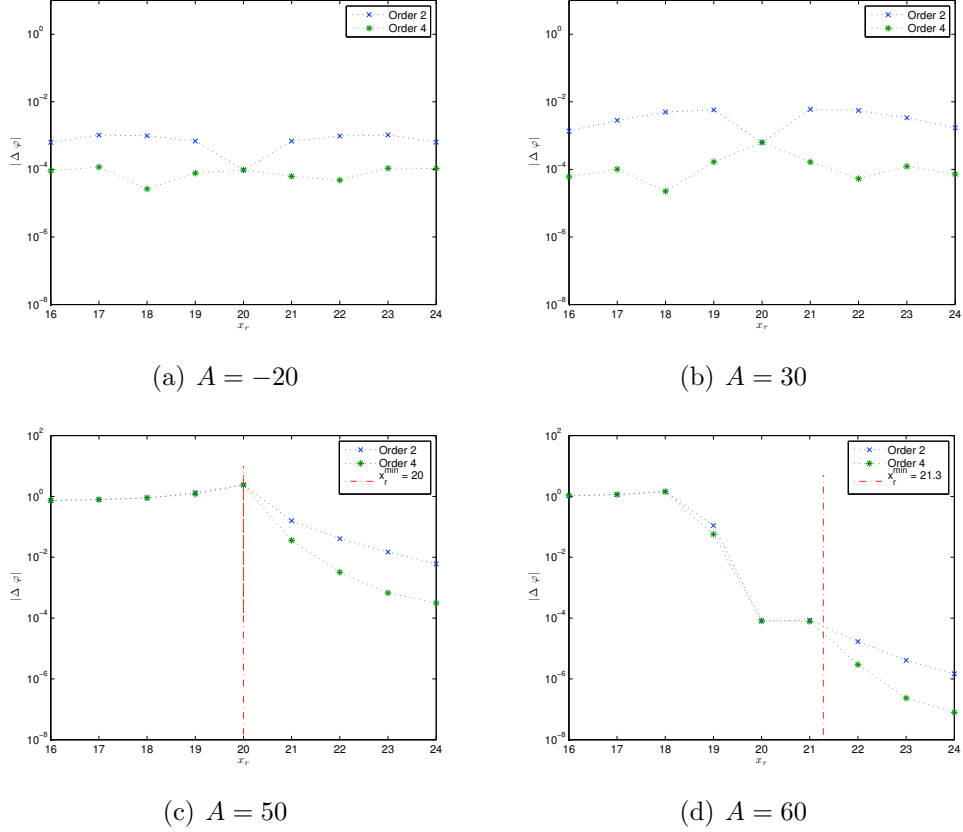 10^0
10^-2
10^-4
10^-6
10^-8
|Δ φ|
16 17 18 19 20 21 22 23 24
x_r
Order 2
Order 4
(a) A = −20
10^0
10^-2
10^-4
10^-6
10^-8
|Δ φ|
16 17 18 19 20 21 22 23 24
x_r
Order 2
Order 4
(b) A = 30
10^2
10^0
10^-2
10^-4
10^-6
10^-8
|Δ φ|
16 17 18 19 20 21 22 23 24
x_r
Order 2
Order 4
x_r^min = 20
(c) A = 50
10^2
10^0
10^-2
10^-4
10^-6
10^-8
|Δ φ|
16 17 18 19 20 21 22 23 24
x_r
Order 2
Order 4
x_r^min = 21.3
(d) A = 60